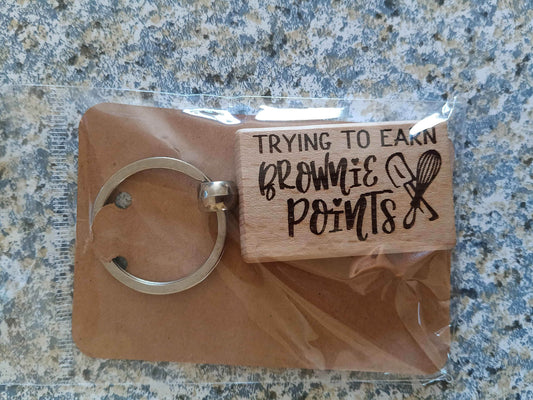 TRYING TO EARN
BROWNIE
POINTS